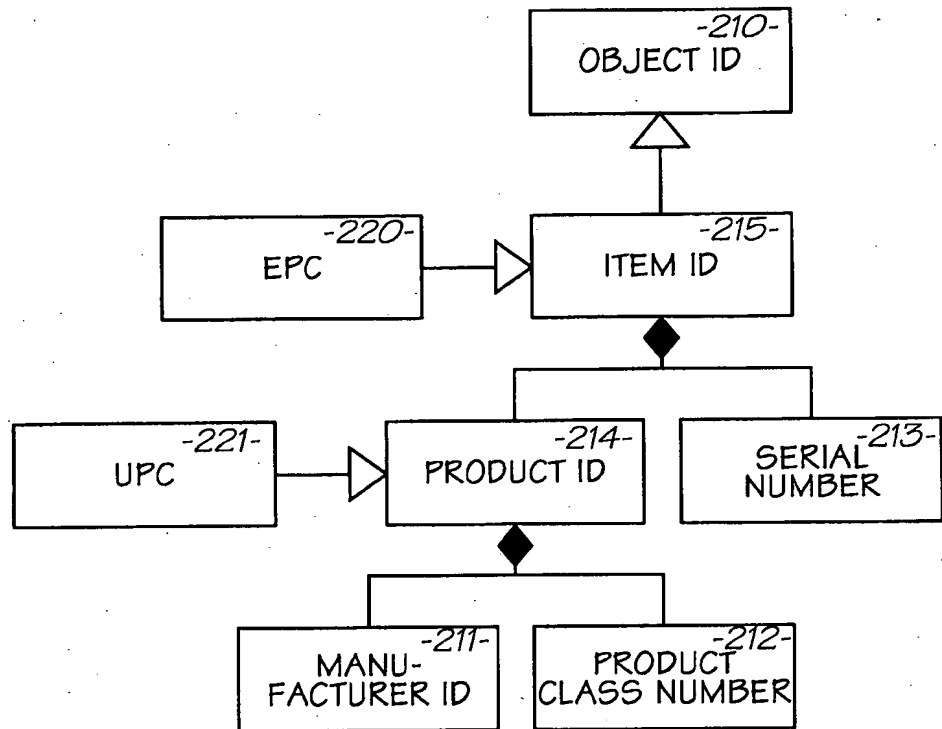 -210-
OBJECT ID
-220-
EPC
-215-
ITEM ID
-221-
UPC
-214-
PRODUCT ID
-213-
SERIAL
NUMBER
-211-
MANU-
FACTURER ID
-212-
PRODUCT
CLASS NUMBER